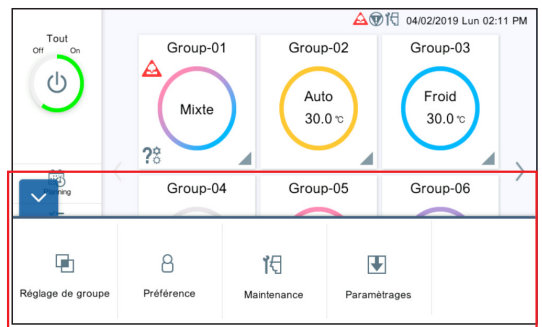 04/02/2019 Lun 02:11 PM
Tout
Off On
Group-01
Group-02
Group-03
Mixte
Auto
30.0 °C
Froid
30.0 °C
Group-04
Group-05
Group-06
Réglage de groupe
Préférence
Maintenance
Paramètrages